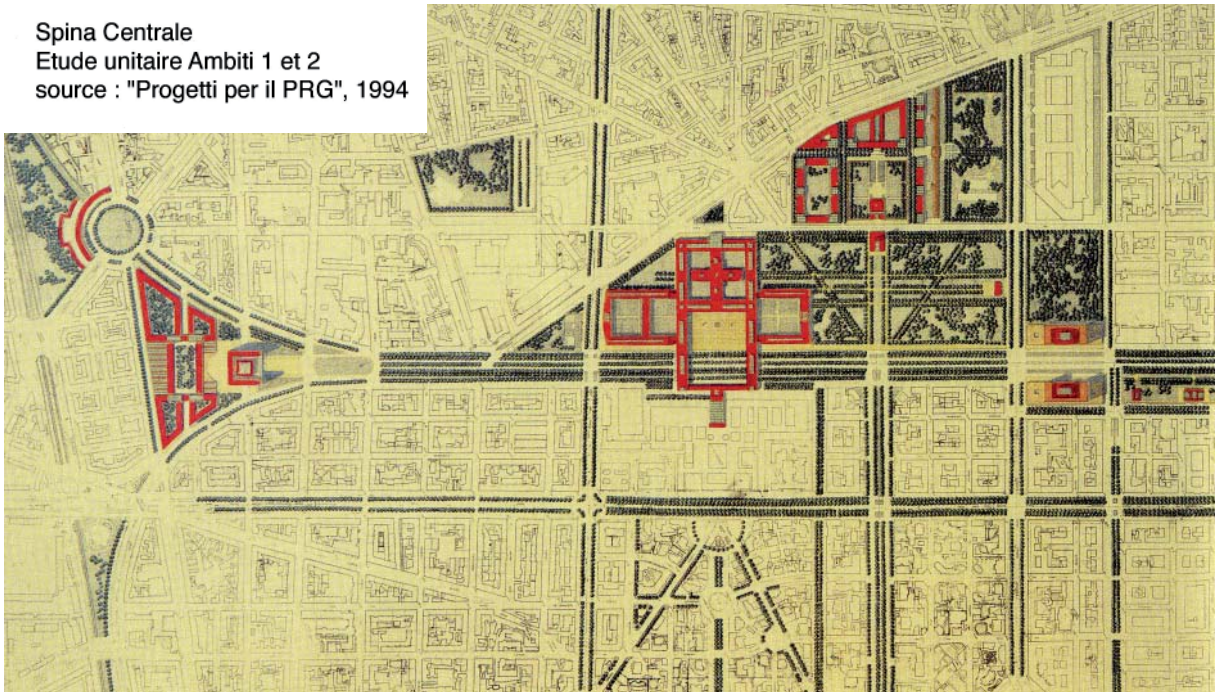 Spina Centrale
Etude unitaire Ambiti 1 et 2
source : "Progetti per il PRG", 1994